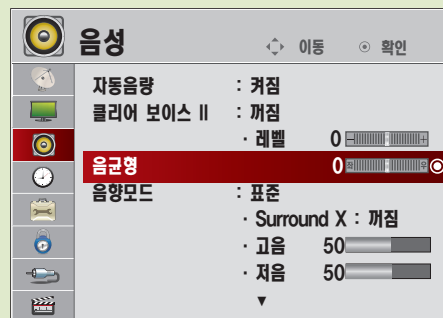 음성 이동 확인
자동음량 : 켜짐
클리어 보이스 II : 꺼짐
· 레벨 0 - +
음균형 0 좌 우
음향모드 : 표준
· Surround X : 꺼짐
· 고음 50
· 저음 50
▼